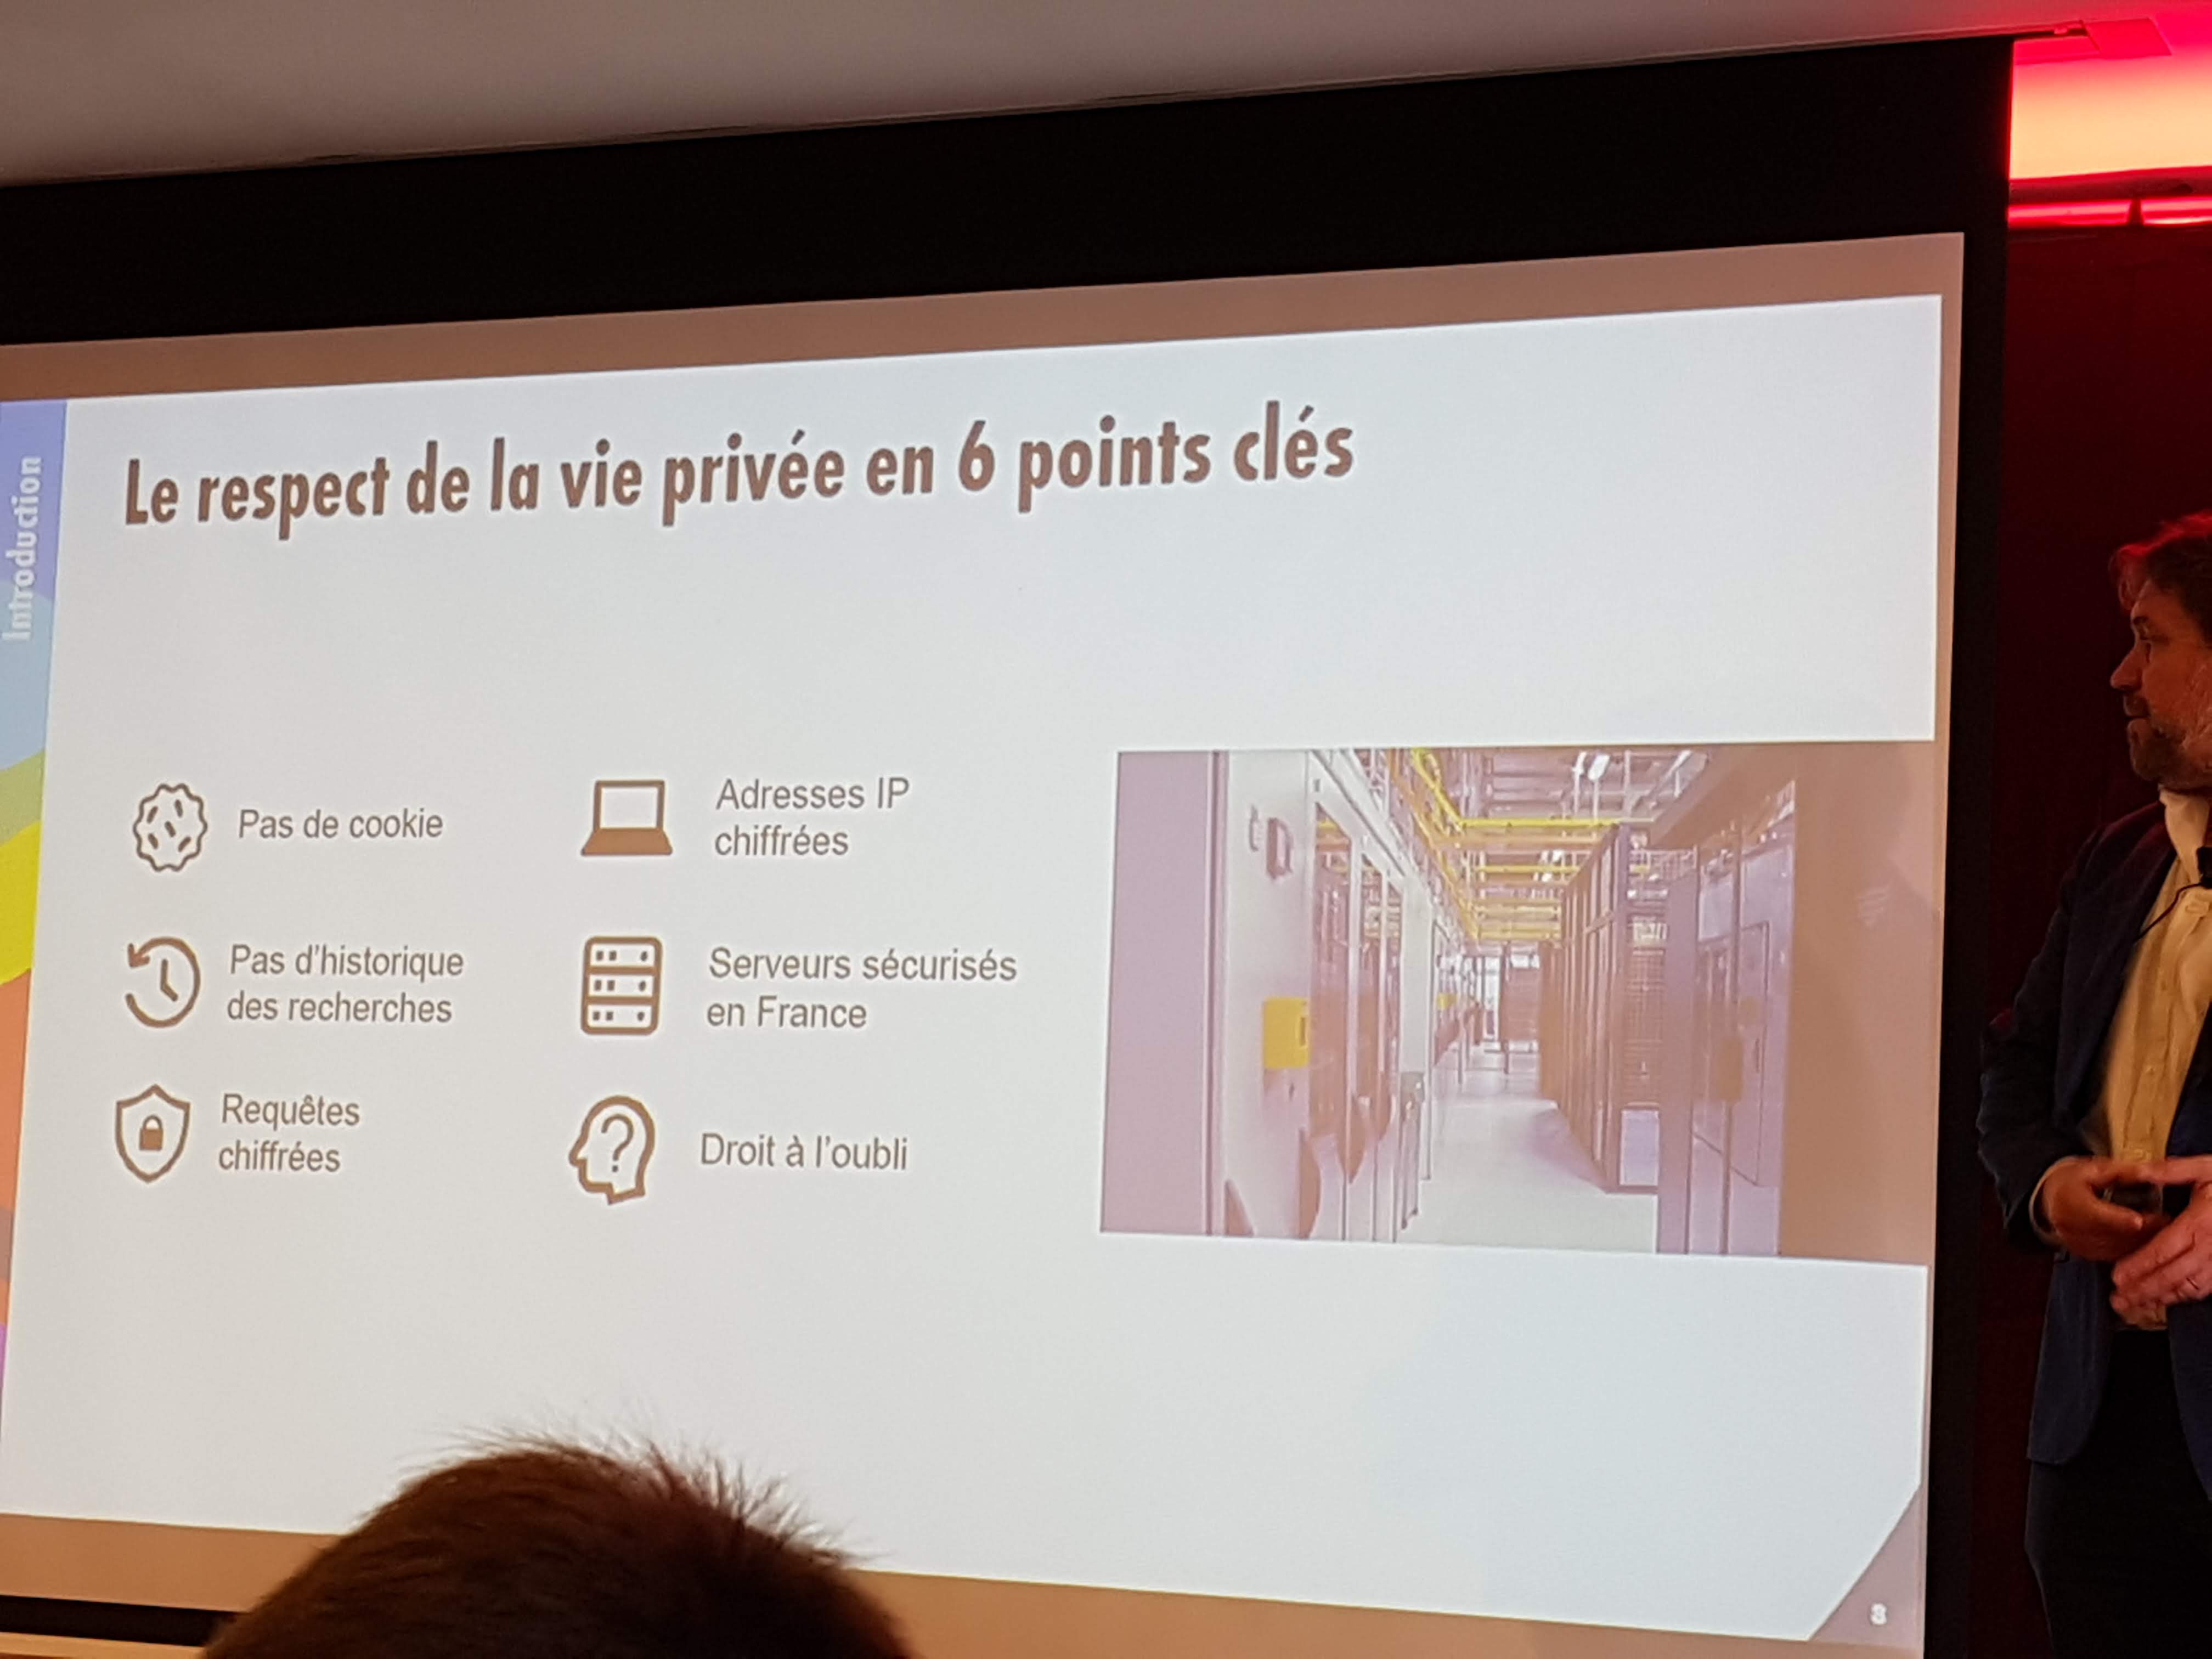 Introduction
Le respect de la vie privée en 6 points clés
Pas de cookie
Pas d'historique
des recherches
Requêtes
chiffrées
Adresses IP
chiffrées
Serveurs sécurisés
en France
Droit à l'oubli
3